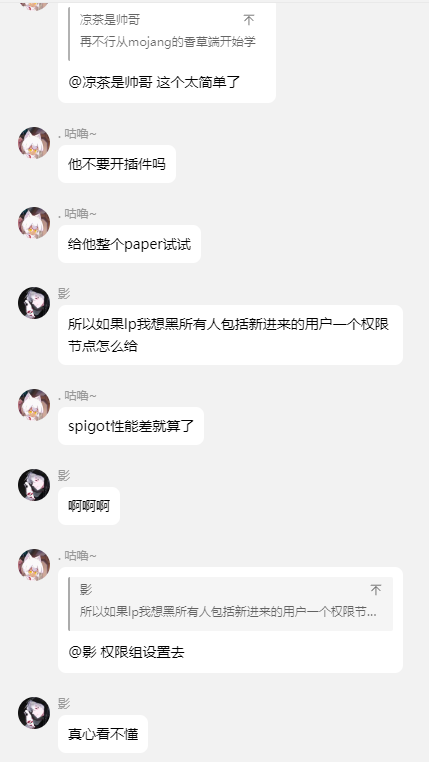 凉茶是帅哥
再不行从mojang的香草端开始学
@凉茶是帅哥 这个太简单了
. 咕噜~
他不要开插件吗
. 咕噜~
给他整个paper试试
影
所以如果lp我想黑所有人包括新进来的用户一个权限
节点怎么给
. 咕噜~
spigot性能差就算了
影
啊啊啊
. 咕噜~
影
所以如果lp我想黑所有人包括新进来的用户一个权限节...
@影 权限组设置去
影
真心看不懂